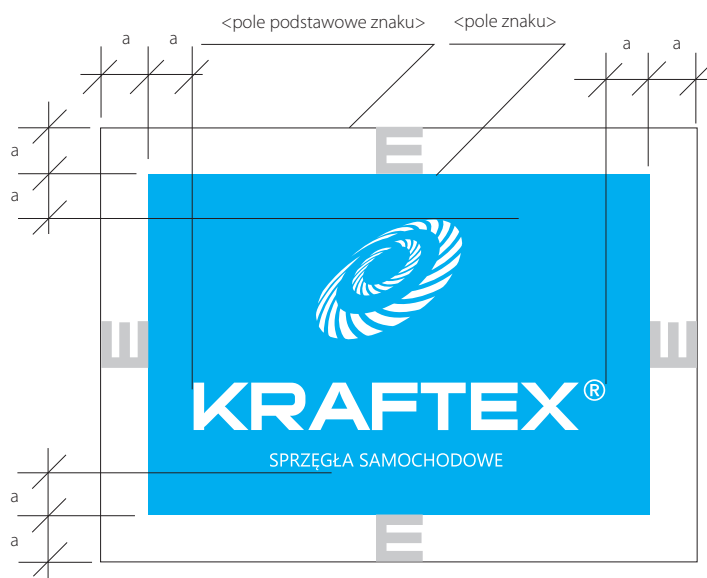 <pole podstawowe znaku> <pole znaku>
a a a a
a
a
E
E E
KRAFTEX®
SPRZĘGŁA SAMOCHODOWE
a
a
E